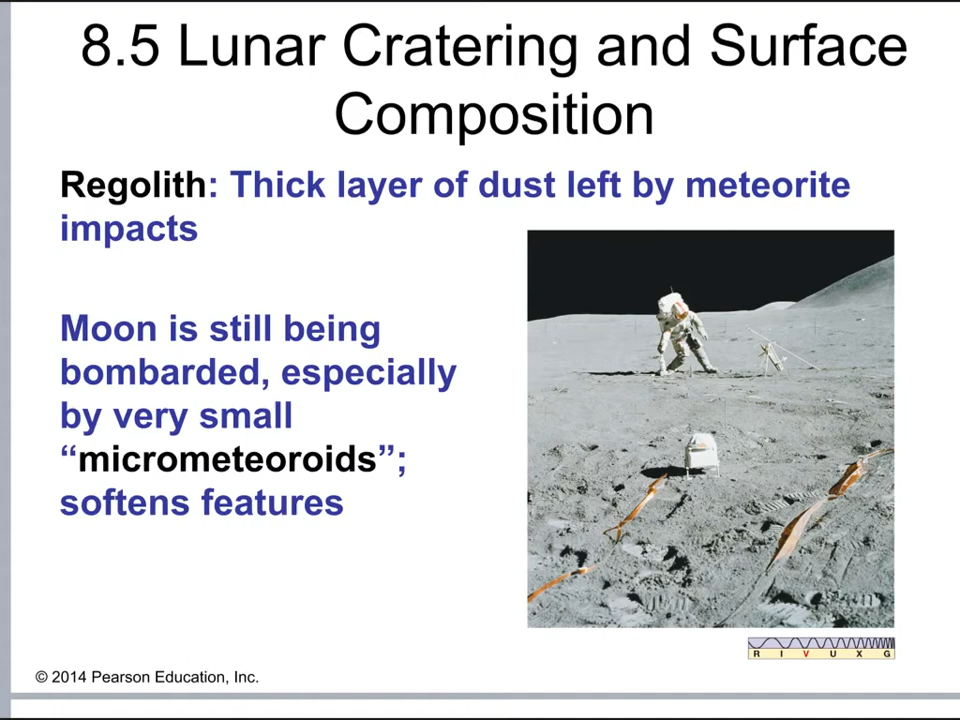 8.5 Lunar Cratering and Surface
Composition
Regolith: Thick layer of dust left by meteorite
impacts
Moon is still being
bombarded, especially
by very small
“micrometeoroids”;
softens features
R I V U X G
© 2014 Pearson Education, Inc.